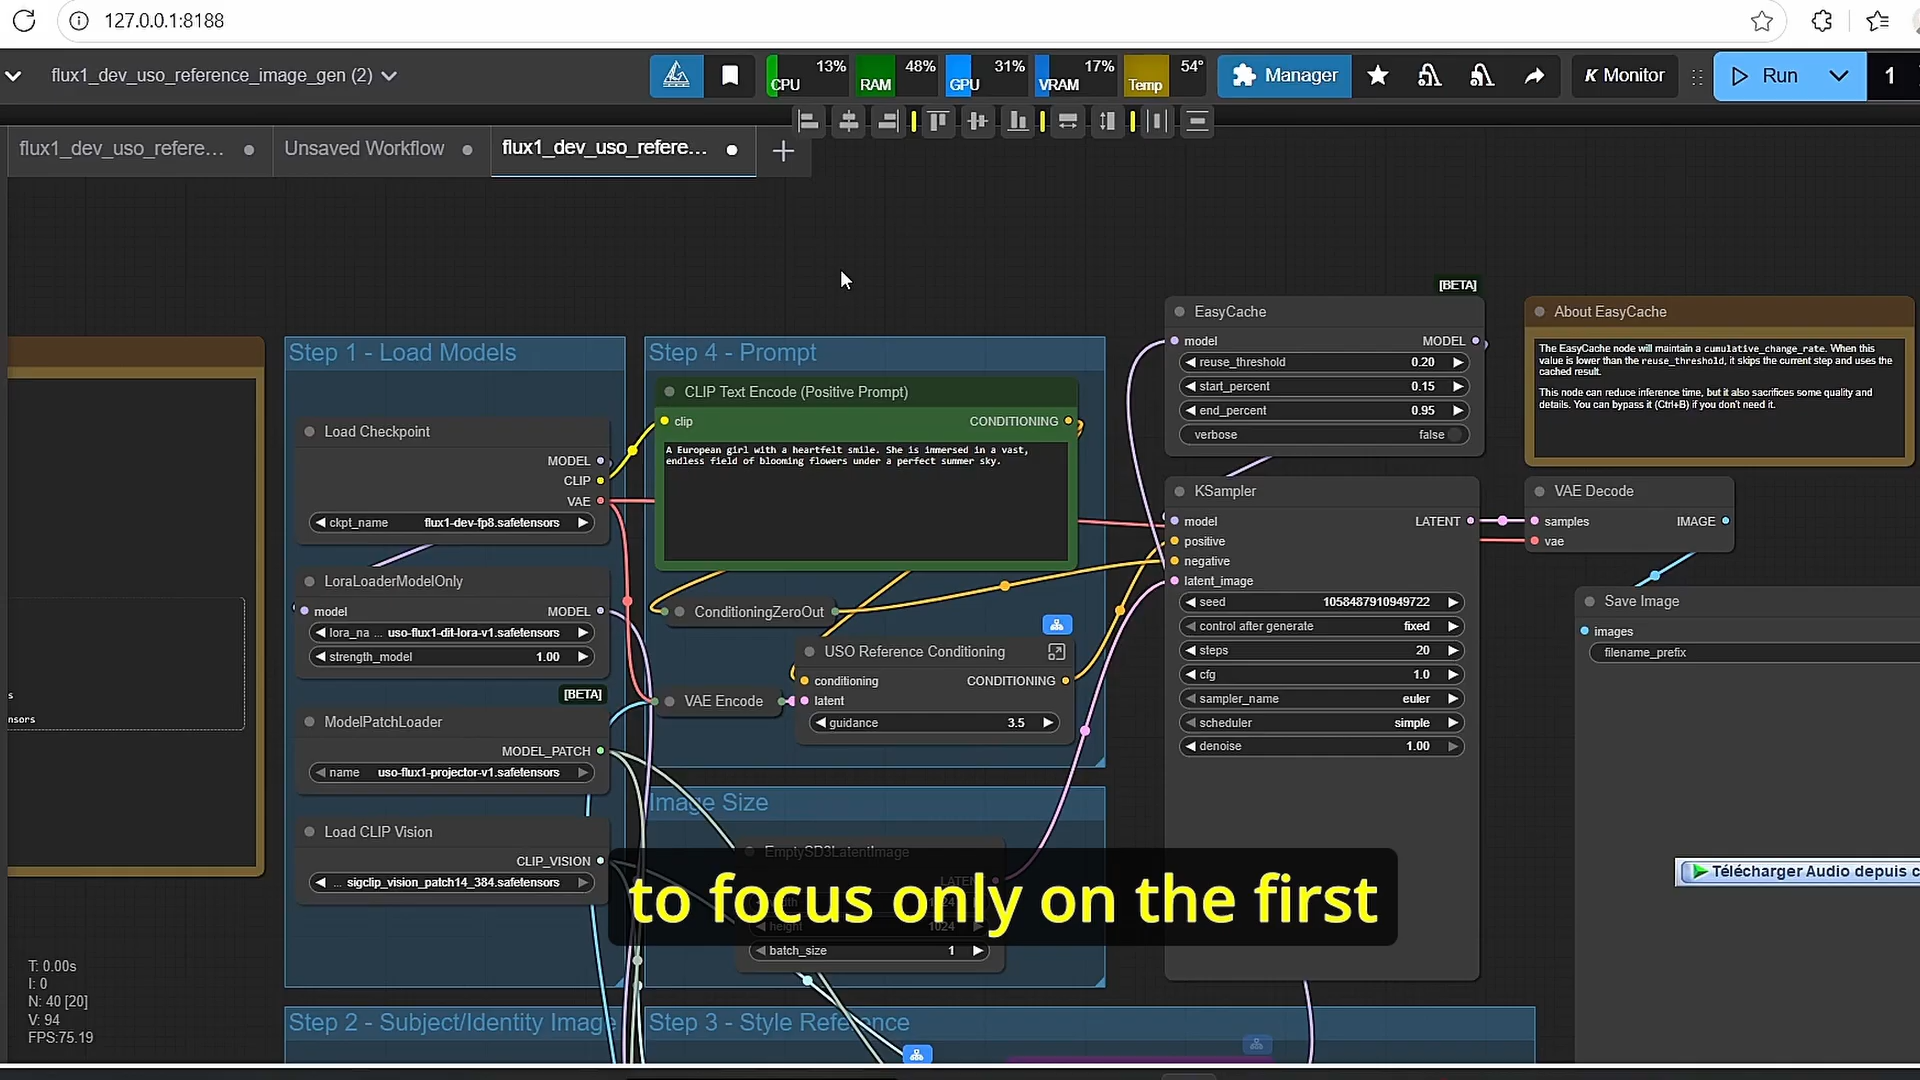 127.0.0.1:8188
flux1_dev_uso_reference_image_gen (2)
CPU 13%
RAM 48%
GPU 31%
VRAM 17%
Temp 54°
Manager
Monitor
Run
1
flux1_dev_uso_refere...
Unsaved Workflow
flux1_dev_uso_refere...
Step 1 - Load Models
Load Checkpoint
MODEL
CLIP
VAE
ckpt_name flux1-dev-fp8.safetensors
LoraLoaderModelOnly
model MODEL
lora_na ... uso-flux1-dit-lora-v1.safetensors
strength_model 1.00
[BETA]
ModelPatchLoader
MODEL_PATCH
name uso-flux1-projector-v1.safetensors
Load CLIP Vision
CLIP_VISION
... sigclip_vision_patch14_384.safetensors
Step 4 - Prompt
CLIP Text Encode (Positive Prompt)
clip CONDITIONING
A European girl with a heartfelt smile. She is immersed in a vast,
endless field of blooming flowers under a perfect summer sky.
ConditioningZeroOut
USO Reference Conditioning
conditioning CONDITIONING
latent
guidance 3.5
VAE Encode
Image Size
EmptySD3LatentImage
height 1024
batch_size 1
[BETA]
EasyCache
model MODEL
reuse_threshold 0.20
start_percent 0.15
end_percent 0.95
verbose false
About EasyCache
The EasyCache node will maintain a cumulative_change_rate. When this
value is lower than the reuse_threshold, it skips the current step and uses the
cached result.
This node can reduce inference time, but it also sacrifices some quality and
details. You can bypass it (Ctrl+B) if you don't need it.
KSampler
model LATENT
positive
negative
latent_image
seed 1058487910949722
control after generate fixed
steps 20
cfg 1.0
sampler_name euler
scheduler simple
denoise 1.00
VAE Decode
samples IMAGE
vae
Save Image
images
filename_prefix
Télécharger Audio depuis c
to focus only on the first
T: 0.00s
I: 0
N: 40 [20]
V: 94
FPS:75.19
Step 2 - Subject/Identity Image
Step 3 - Style Reference